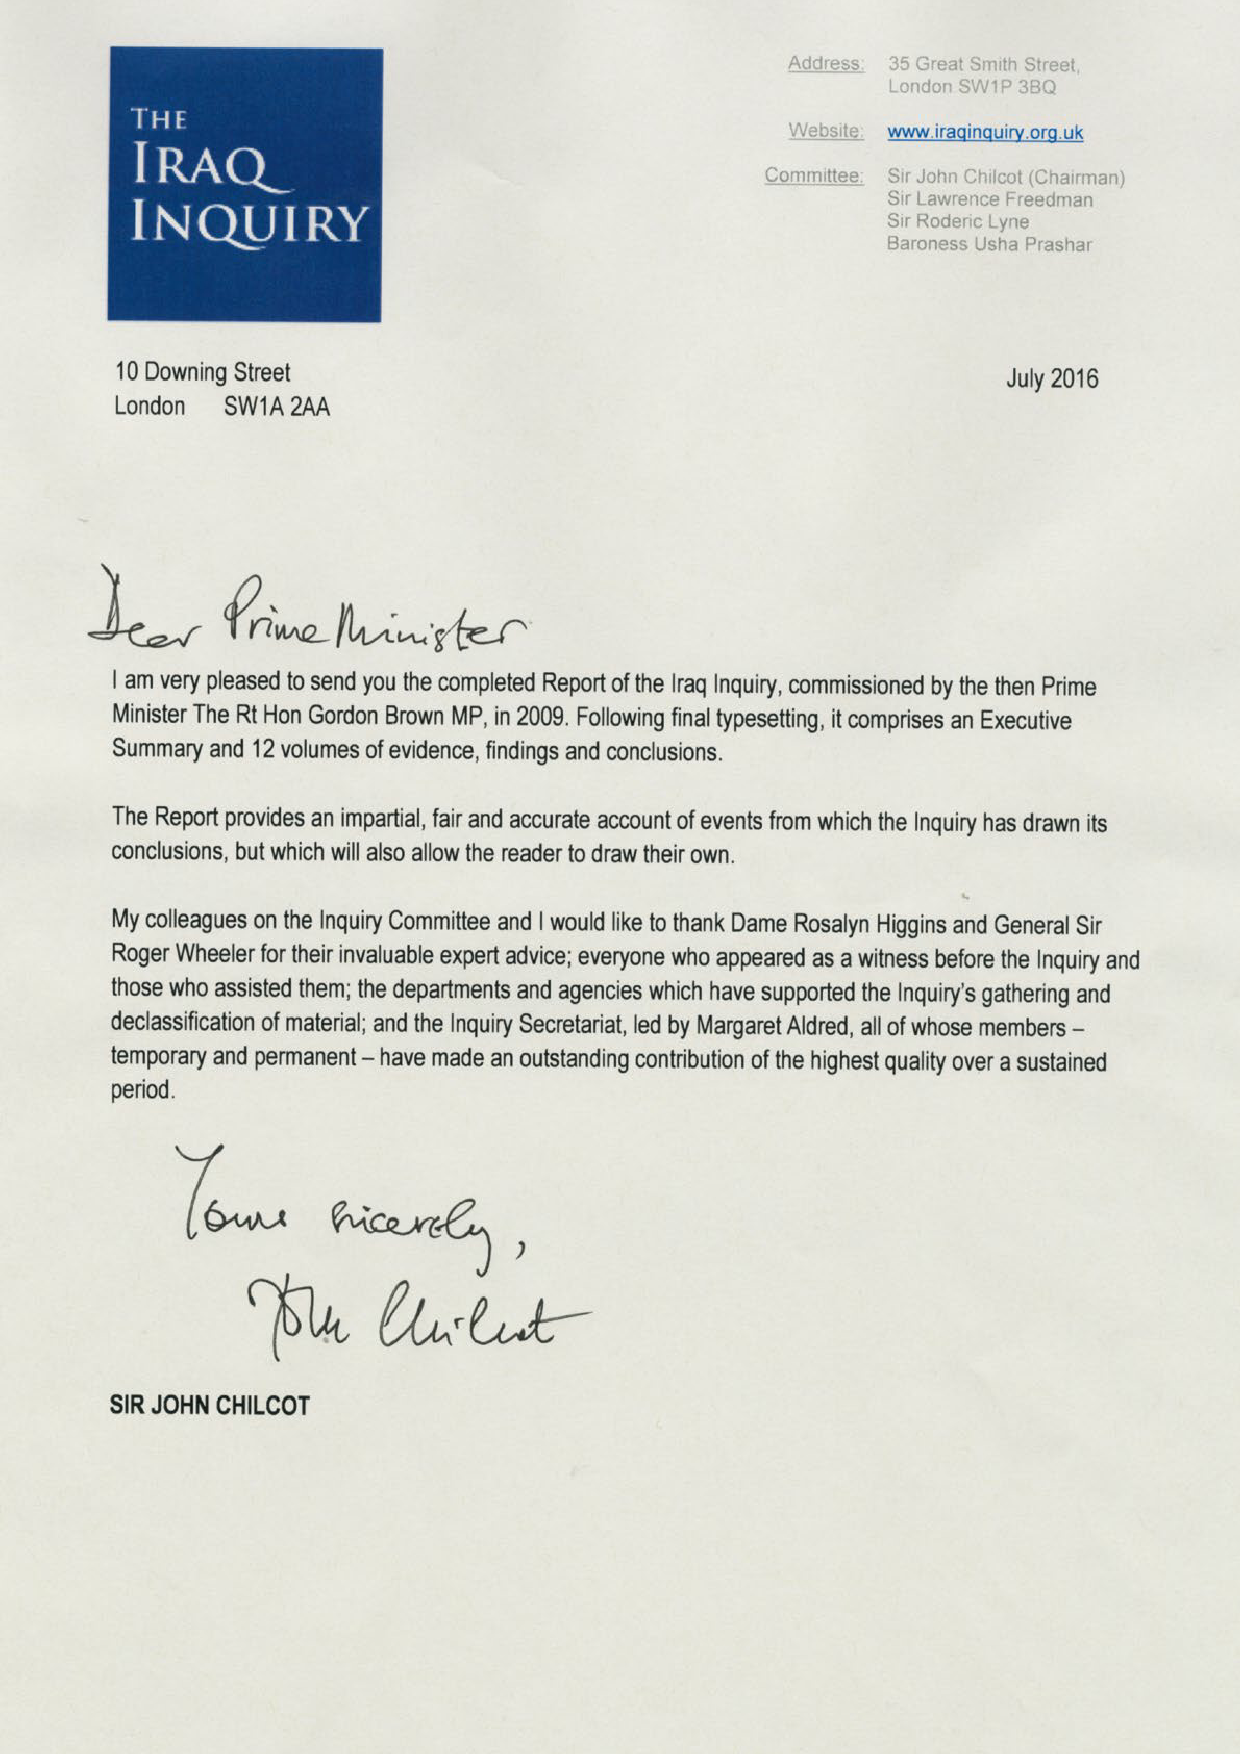 THE
IRAQ
INQUIRY
Address: 35 Great Smith Street,
London SW1P 3BQ
Website: www.iraqinquiry.org.uk
Committee: Sir John Chilcot (Chairman)
Sir Lawrence Freedman
Sir Roderic Lyne
Baroness Usha Prashar
10 Downing Street
London SW1A 2AA
July 2016
Dear Prime Minister
I am very pleased to send you the completed Report of the Iraq Inquiry, commissioned by the then Prime
Minister The Rt Hon Gordon Brown MP, in 2009. Following final typesetting, it comprises an Executive
Summary and 12 volumes of evidence, findings and conclusions.
The Report provides an impartial, fair and accurate account of events from which the Inquiry has drawn its
conclusions, but which will also allow the reader to draw their own.
My colleagues on the Inquiry Committee and I would like to thank Dame Rosalyn Higgins and General Sir
Roger Wheeler for their invaluable expert advice; everyone who appeared as a witness before the Inquiry and
those who assisted them; the departments and agencies which have supported the Inquiry's gathering and
declassification of material; and the Inquiry Secretariat, led by Margaret Aldred, all of whose members –
temporary and permanent – have made an outstanding contribution of the highest quality over a sustained
period.
Yours sincerely,
John Chilcot
SIR JOHN CHILCOT